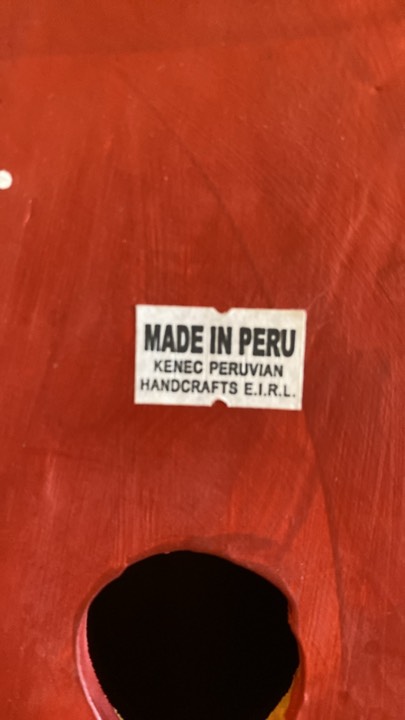 MADE IN PERU
KENEC PERUVIAN
HANDCRAFTS E.I.R.L.